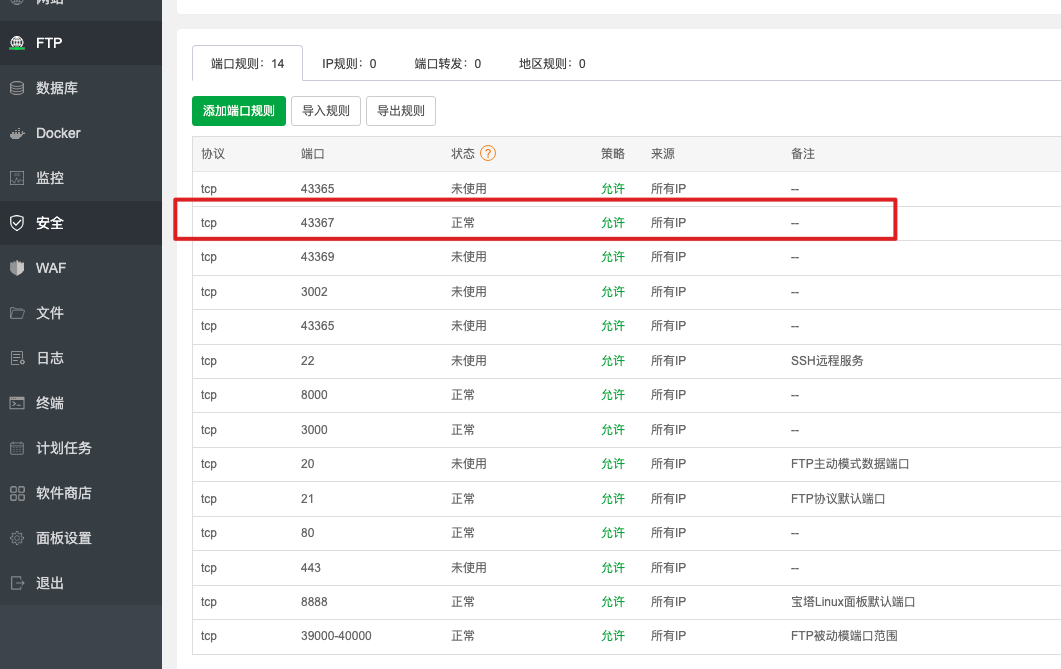 网站
FTP
数据库
Docker
监控
安全
WAF
文件
日志
终端
计划任务
软件商店
面板设置
退出
端口规则：14 IP规则：0 端口转发：0 地区规则：0
添加端口规则 导入规则 导出规则
协议 端口 状态 ? 策略 来源 备注
tcp 43365 未使用 允许 所有IP --
tcp 43367 正常 允许 所有IP --
tcp 43369 未使用 允许 所有IP --
tcp 3002 未使用 允许 所有IP --
tcp 43365 未使用 允许 所有IP --
tcp 22 未使用 允许 所有IP SSH远程服务
tcp 8000 正常 允许 所有IP --
tcp 3000 正常 允许 所有IP --
tcp 20 未使用 允许 所有IP FTP主动模式数据端口
tcp 21 正常 允许 所有IP FTP协议默认端口
tcp 80 正常 允许 所有IP --
tcp 443 未使用 允许 所有IP --
tcp 8888 正常 允许 所有IP 宝塔Linux面板默认端口
tcp 39000-40000 正常 允许 所有IP FTP被动模端口范围